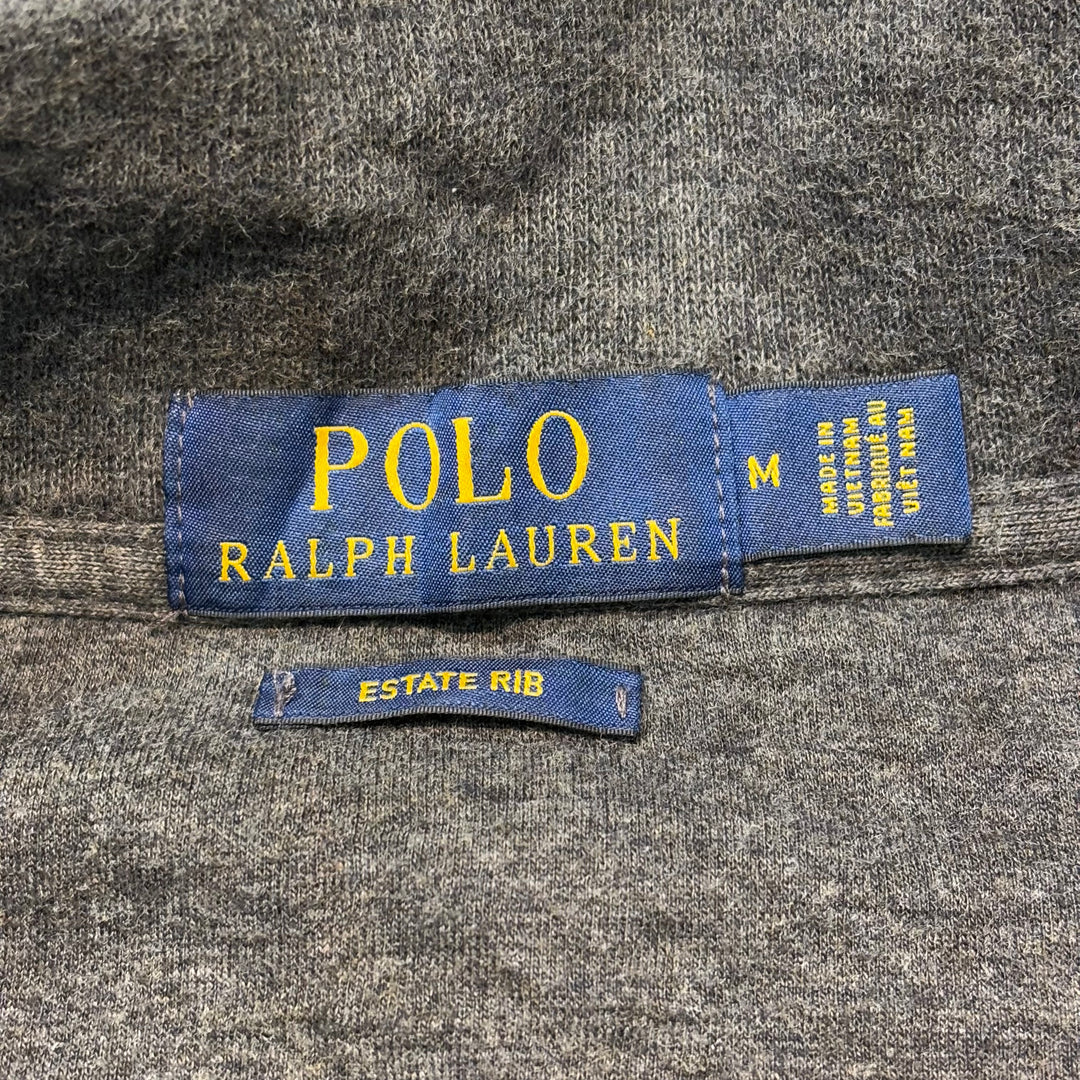 POLO
RALPH LAUREN
M
MADE IN
VIETNAM
FABRIQUÉ AU
VIÊT NAM
ESTATE RIB